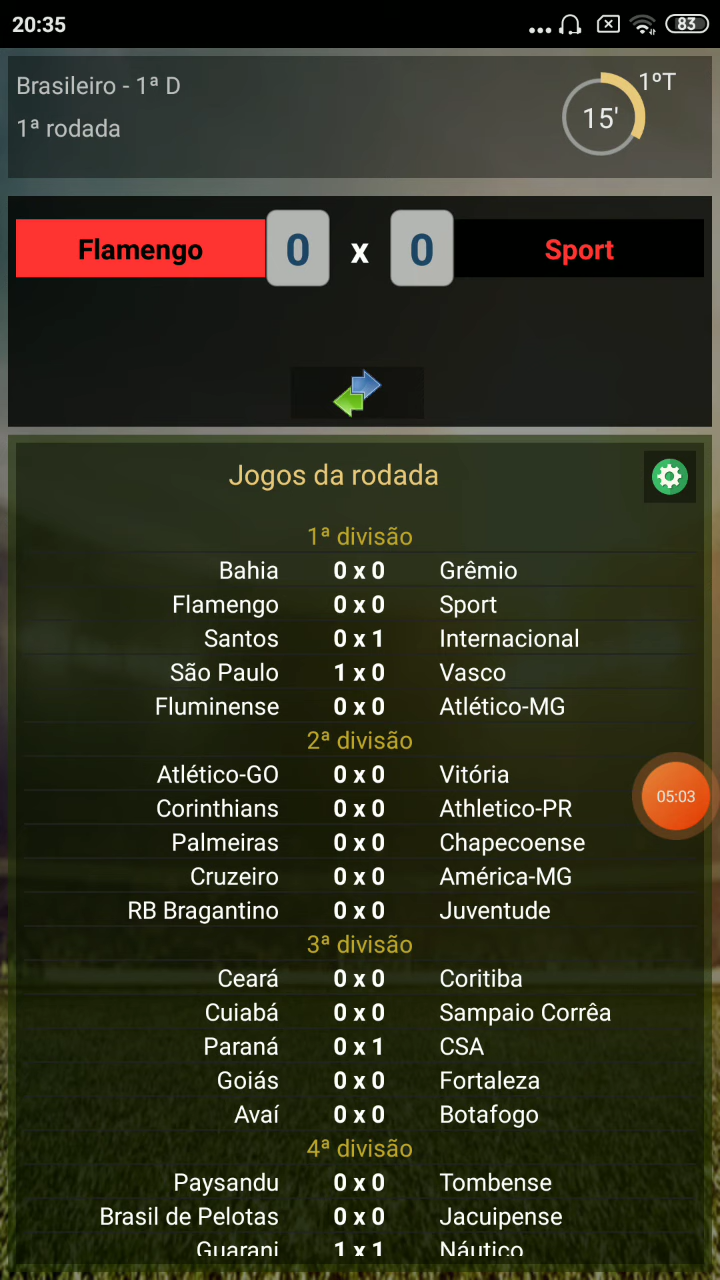 20:35
83
Brasileiro - 1ª D
1ºT
15'
1ª rodada
Flamengo 0 x 0 Sport
Jogos da rodada
1ª divisão
Bahia 0 x 0 Grêmio
Flamengo 0 x 0 Sport
Santos 0 x 1 Internacional
São Paulo 1 x 0 Vasco
Fluminense 0 x 0 Atlético-MG
2ª divisão
Atlético-GO 0 x 0 Vitória
Corinthians 0 x 0 Athletico-PR
05:03
Palmeiras 0 x 0 Chapecoense
Cruzeiro 0 x 0 América-MG
RB Bragantino 0 x 0 Juventude
3ª divisão
Ceará 0 x 0 Coritiba
Cuiabá 0 x 0 Sampaio Corrêa
Paraná 0 x 1 CSA
Goiás 0 x 0 Fortaleza
Avaí 0 x 0 Botafogo
4ª divisão
Paysandu 0 x 0 Tombense
Brasil de Pelotas 0 x 0 Jacuipense
Guarani 1 x 1 Náutico